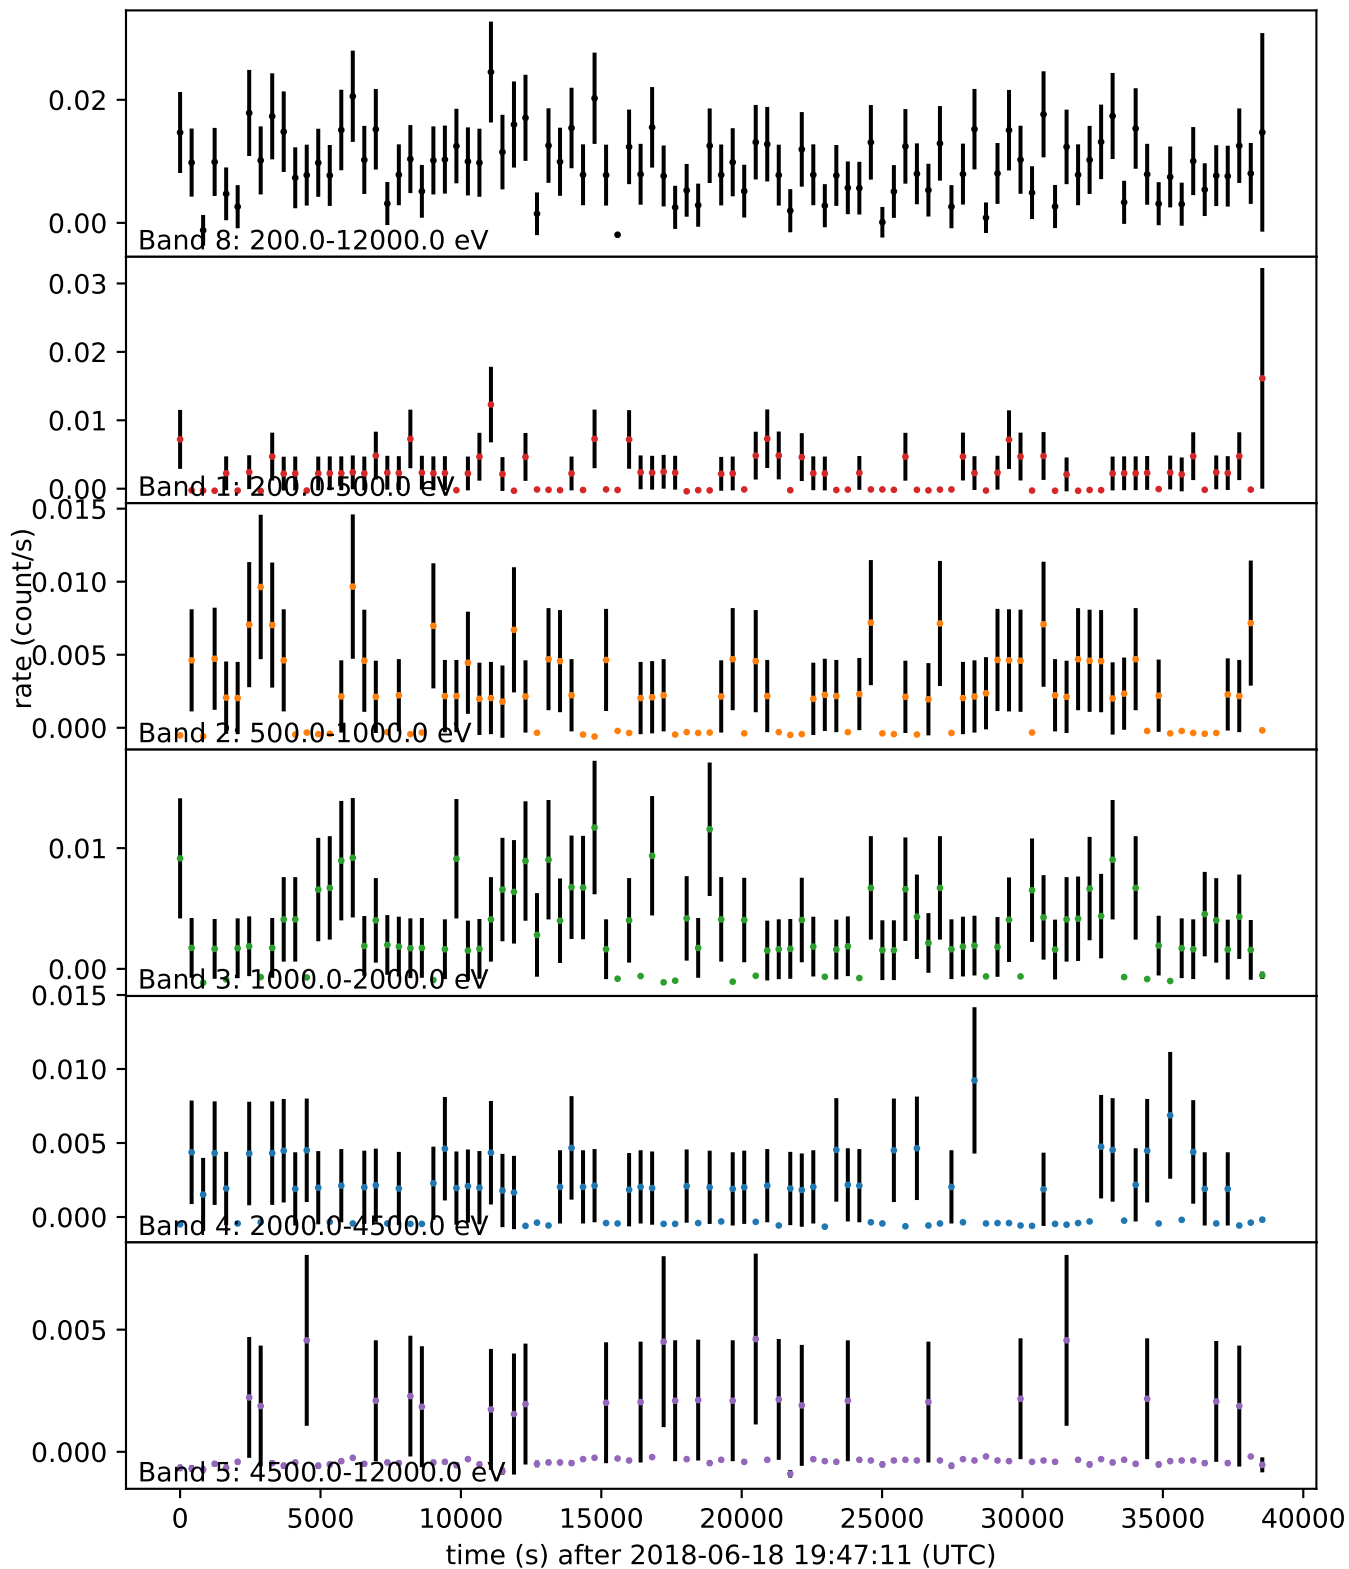 0.02
0.00
Band 8: 200.0-12000.0 eV
0.03
0.02
0.01
0.00
Band 1: 200.0-500.0 eV
0.015
0.010
0.005
0.000
Band 2: 500.0-1000.0 eV
rate (count/s)
0.01
0.00
Band 3: 1000.0-2000.0 eV
0.015
0.010
0.005
0.000
Band 4: 2000.0-4500.0 eV
0.005
0.000
Band 5: 4500.0-12000.0 eV
0 5000 10000 15000 20000 25000 30000 35000 40000
time (s) after 2018-06-18 19:47:11 (UTC)